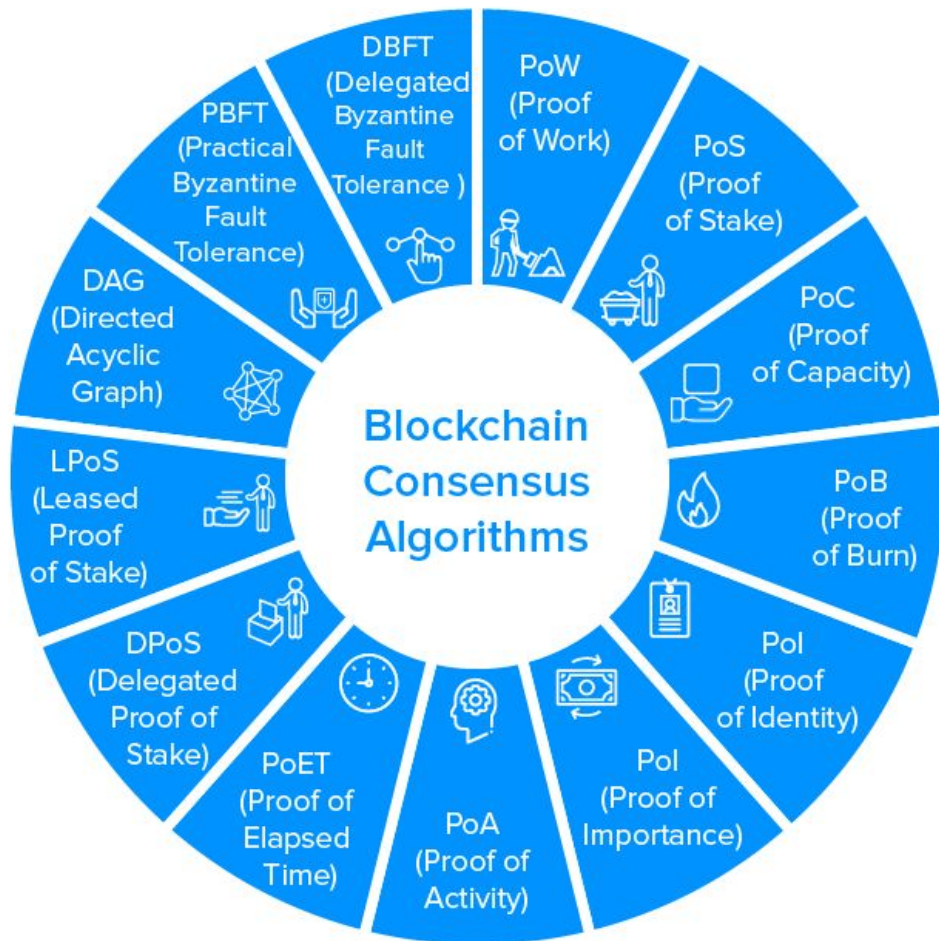 DBFT
(Delegated
Byzantine
Fault
Tolerance )
PoW
(Proof
of Work)
PoS
(Proof
of Stake)
PoC
(Proof
of Capacity)
PoB
(Proof
of Burn)
PoI
(Proof
of Identity)
PoI
(Proof of
Importance)
PoA
(Proof of
Activity)
PoET
(Proof of
Elapsed
Time)
DPoS
(Delegated
Proof of
Stake)
LPoS
(Leased
Proof
of Stake)
DAG
(Directed
Acyclic
Graph)
PBFT
(Practical
Byzantine
Fault
Tolerance)
Blockchain
Consensus
Algorithms